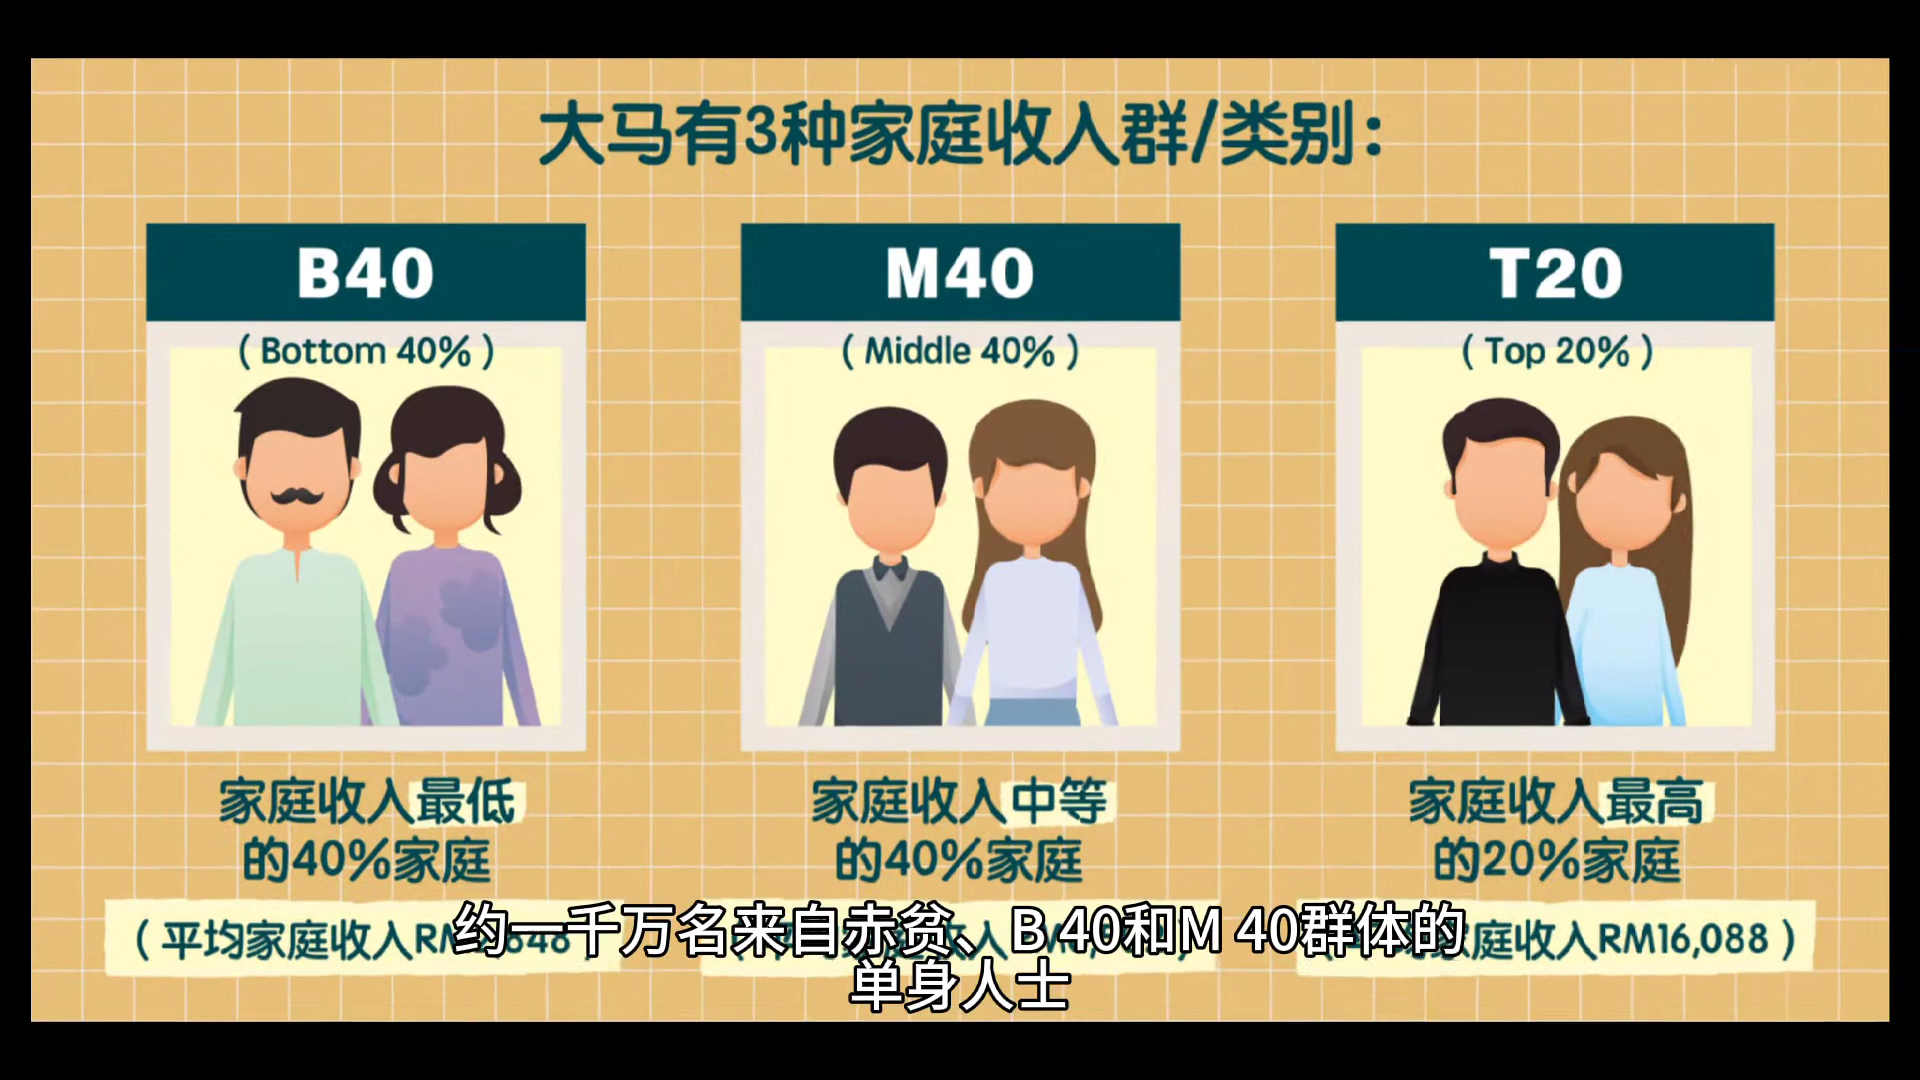 大马有3种家庭收入群/类别：
B40
( Bottom 40% )
家庭收入最低
的40%家庭
M40
( Middle 40% )
家庭收入中等
的40%家庭
T20
( Top 20% )
家庭收入最高
的20%家庭
( 平均家庭收入
庭收入RM16,088 )
约一千万名来自赤贫、B 40和M 40群体的
单身人士